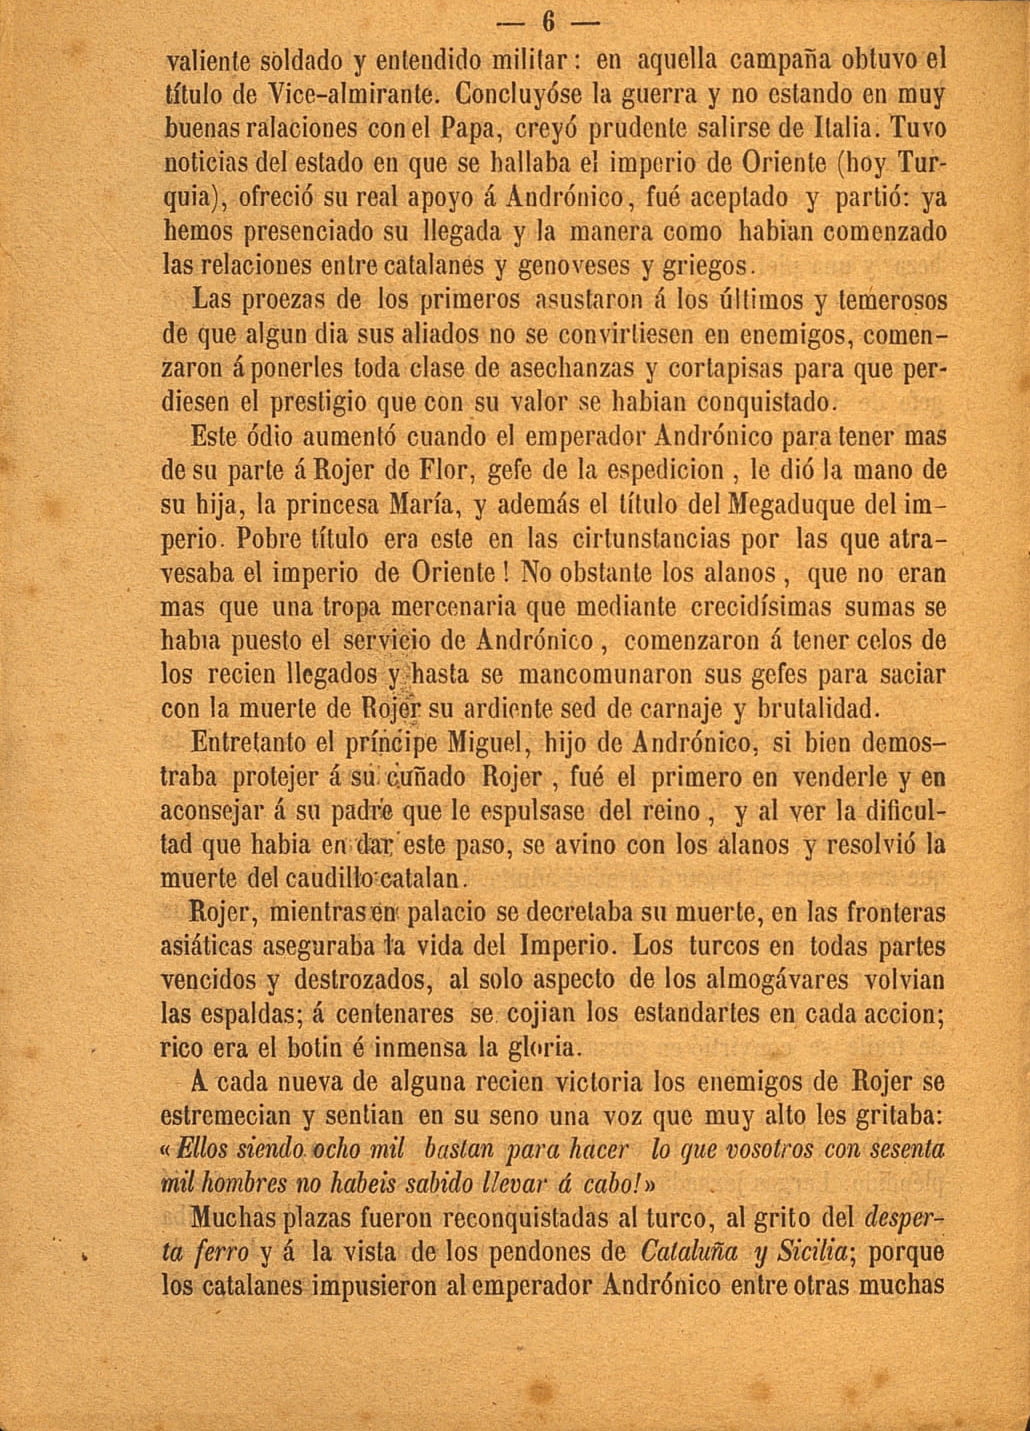 — 6 —
valiente soldado y entendido militar: en aquella campaña obtuvo el
título de Vice-almirante. Concluyóse la guerra y no estando en muy
buenas ralaciones con el Papa, creyó prudente salirse de Italia. Tuvo
noticias del estado en que se hallaba el imperio de Oriente (hoy Tur-
quia), ofreció su real apoyo á Andrónico, fué aceptado y partió: ya
hemos presenciado su llegada y la manera como habian comenzado
las relaciones entre catalanes y genoveses y griegos.
Las proezas de los primeros asustaron á los últimos y temerosos
de que algun dia sus aliados no se convirtiesen en enemigos, comen-
zaron á ponerles toda clase de asechanzas y cortapisas para que per-
diesen el prestigio que con su valor se habian conquistado.
Este ódio aumentó cuando el emperador Andrónico para tener mas
de su parte á Rojer de Flor, gefe de la espedicion , le dió la mano de
su hija, la princesa María, y además el título del Megaduque del im-
perio. Pobre título era este en las cirtunstancias por las que atra-
vesaba el imperio de Oriente ! No obstante los alanos , que no eran
mas que una tropa mercenaria que mediante crecidísimas sumas se
habia puesto el servicio de Andrónico , comenzaron á tener celos de
los recien llegados y hasta se mancomunaron sus gefes para saciar
con la muerte de Rojer su ardiente sed de carnaje y brutalidad.
Entretanto el príncipe Miguel, hijo de Andrónico, si bien demos-
traba protejer á su cuñado Rojer , fué el primero en venderle y en
aconsejar á su padre que le espulsase del reino , y al ver la dificul-
tad que habia en dar este paso, se avino con los alanos y resolvió la
muerte del caudillo catalan.
Rojer, mientras en palacio se decretaba su muerte, en las fronteras
asiáticas aseguraba la vida del Imperio. Los turcos en todas partes
vencidos y destrozados, al solo aspecto de los almogávares volvian
las espaldas; á centenares se cojian los estandartes en cada accion;
rico era el botin é inmensa la gloria.
A cada nueva de alguna recien victoria los enemigos de Rojer se
estremecian y sentian en su seno una voz que muy alto les gritaba:
«Ellos siendo ocho mil bastan para hacer lo que vosotros con sesenta
mil hombres no habeis sabido llevar á cabo!»
Muchas plazas fueron reconquistadas al turco, al grito del desper-
ta ferro y á la vista de los pendones de Cataluña y Sicilia; porque
los catalanes impusieron al emperador Andrónico entre otras muchas